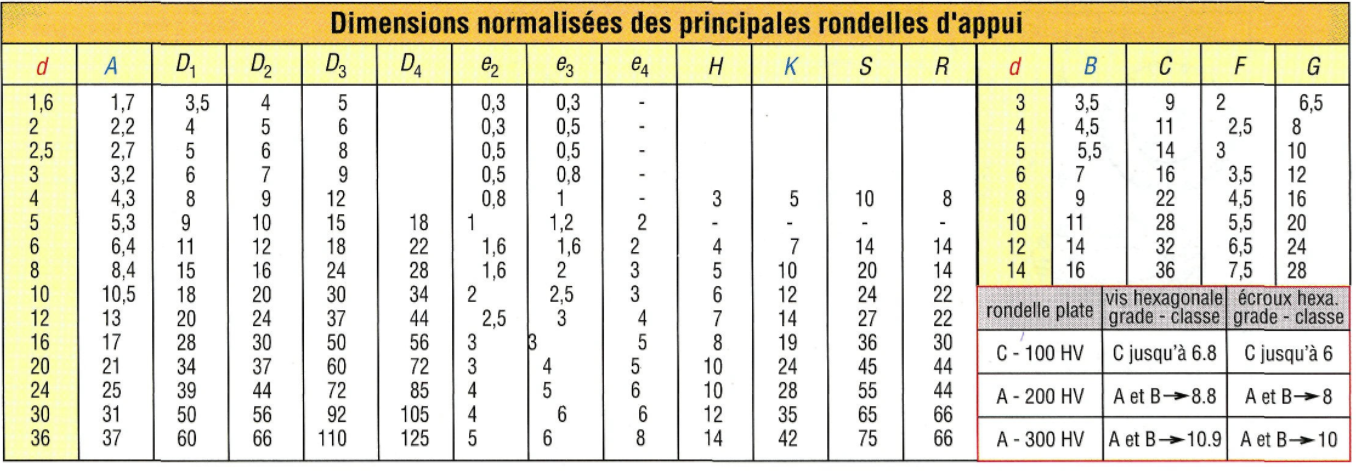 Dimensions normalisées des principales rondelles d'appui
d A D1 D2 D3 D4 e2 e3 e4 H K S R d B C F G
1,6 1,7 3,5 4 5 0,3 0,3 - 3 3,5 9 2 6,5
2 2,2 4 5 6 0,3 0,5 - 4 4,5 11 2,5 8
2,5 2,7 5 6 8 0,5 0,5 - 5 5,5 14 3 10
3 3,2 6 7 9 0,5 0,8 - 6 7 16 3,5 12
4 4,3 8 9 12 0,8 1 - 3 5 10 8 8 9 22 4,5 16
5 5,3 9 10 15 18 1 1,2 2 - - - - 10 11 28 5,5 20
6 6,4 11 12 18 22 1,6 1,6 2 4 7 14 14 12 14 32 6,5 24
8 8,4 15 16 24 28 1,6 2 3 5 10 20 14 14 16 36 7,5 28
10 10,5 18 20 30 34 2 2,5 3 6 12 24 22
12 13 20 24 37 44 2,5 3 4 7 14 27 22
16 17 28 30 50 56 3 3 5 8 19 36 30
20 21 34 37 60 72 3 4 5 10 24 45 44
24 25 39 44 72 85 4 5 6 10 28 55 44
30 31 50 56 92 105 4 6 6 12 35 65 66
36 37 60 66 110 125 5 6 8 14 42 75 66
rondelle plate vis hexagonale grade - classe écroux hexa. grade - classe
C - 100 HV C jusqu'à 6.8 C jusqu'à 6
A - 200 HV A et B→8.8 A et B→8
A - 300 HV A et B→10.9 A et B→10